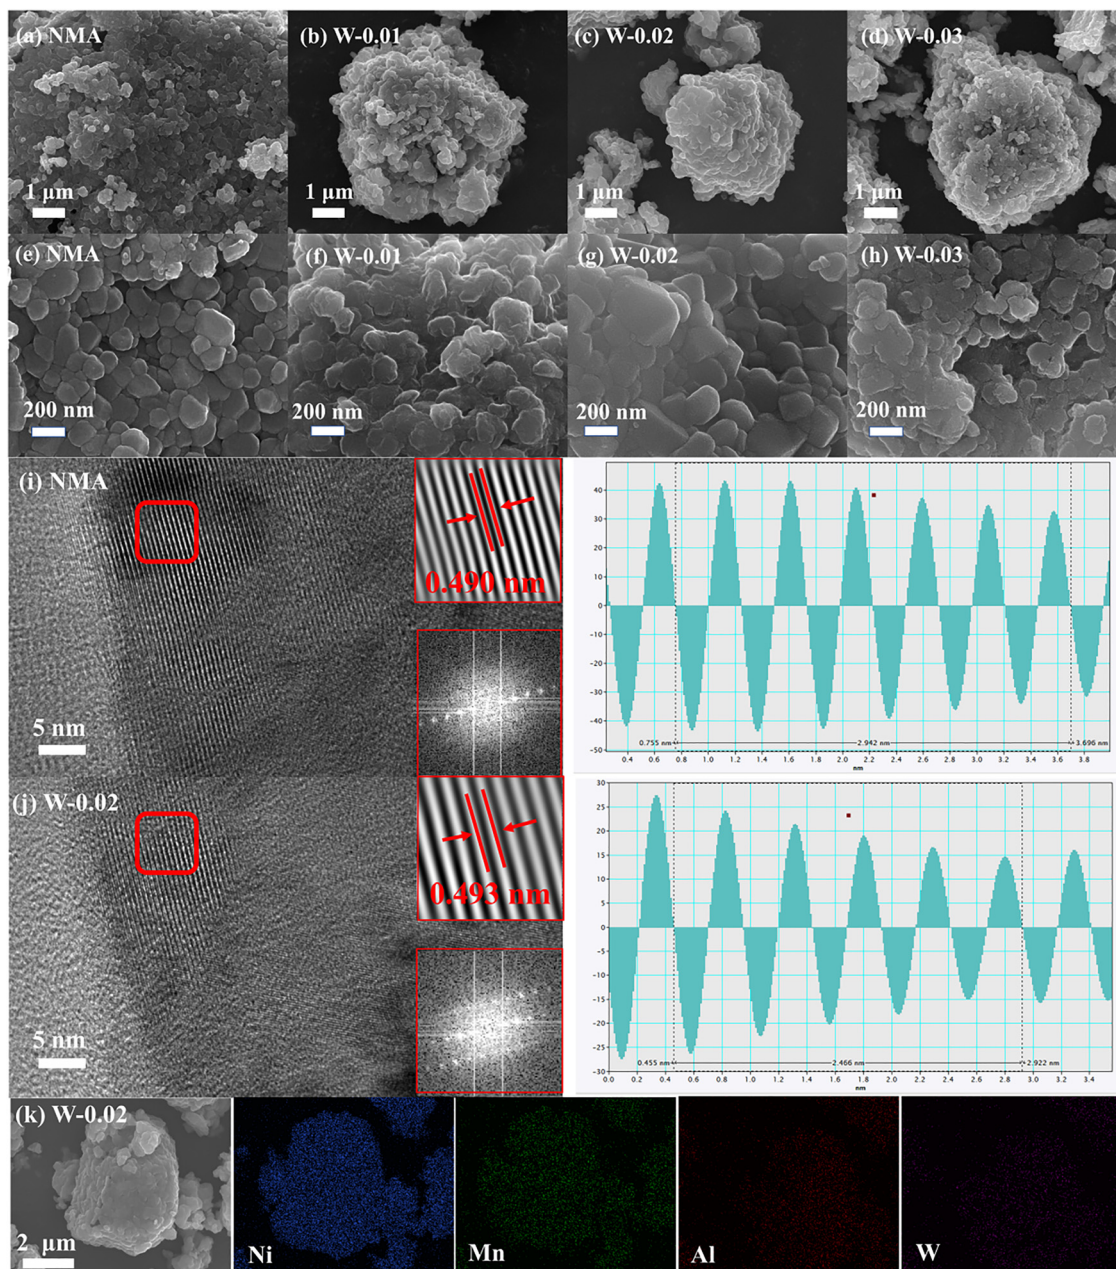 (a) NMA
(b) W-0.01
(c) W-0.02
(d) W-0.03
1 μm
1 μm
1 μm
1 μm
(e) NMA
(f) W-0.01
(g) W-0.02
(h) W-0.03
200 nm
200 nm
200 nm
200 nm
(i) NMA
0.490 nm
5 nm
40
30
20
10
0
-10
-20
-30
-40
-50
0.755 nm
2.942 nm
3.696 nm
0.4 0.6 0.8 1.0 1.2 1.4 1.6 1.8 2.0 2.2 2.4 2.6 2.8 3.0 3.2 3.4 3.6 3.8
nm
(j) W-0.02
0.493 nm
5 nm
30
25
20
15
10
5
0
-5
-10
-15
-20
-25
-30
0.455 nm
2.466 nm
2.922 nm
0.0 0.2 0.4 0.6 0.8 1.0 1.2 1.4 1.6 1.8 2.0 2.2 2.4 2.6 2.8 3.0 3.2 3.4
nm
(k) W-0.02
2 μm
Ni
Mn
Al
W